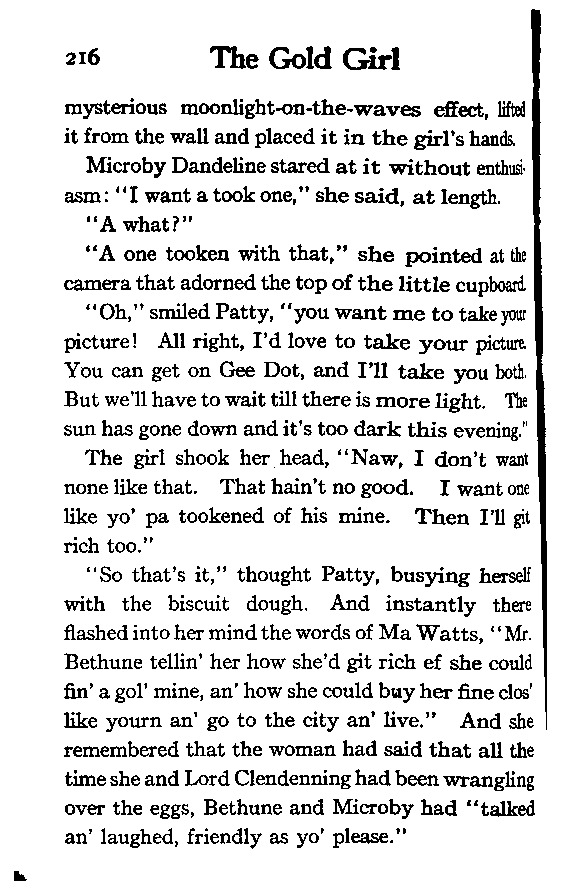 216 The Gold Girl
mysterious moonlight-on-the-waves effect, lifted
it from the wall and placed it in the girl's hands.
Microby Dandeline stared at it without enthusi-
asm: "I want a took one," she said, at length.
"A what?"
"A one tooken with that," she pointed at the
camera that adorned the top of the little cupboard.
"Oh," smiled Patty, "you want me to take your
picture! All right, I'd love to take your picture.
You can get on Gee Dot, and I'll take you both.
But we'll have to wait till there is more light. The
sun has gone down and it's too dark this evening."
The girl shook her head, "Naw, I don't want
none like that. That hain't no good. I want one
like yo' pa tookened of his mine. Then I'll git
rich too."
"So that's it," thought Patty, busying herself
with the biscuit dough. And instantly there
flashed into her mind the words of Ma Watts, "Mr.
Bethune tellin' her how she'd git rich ef she could
fin' a gol' mine, an' how she could buy her fine clos'
like yourn an' go to the city an' live." And she
remembered that the woman had said that all the
time she and Lord Clendenning had been wrangling
over the eggs, Bethune and Microby had "talked
an' laughed, friendly as yo' please."